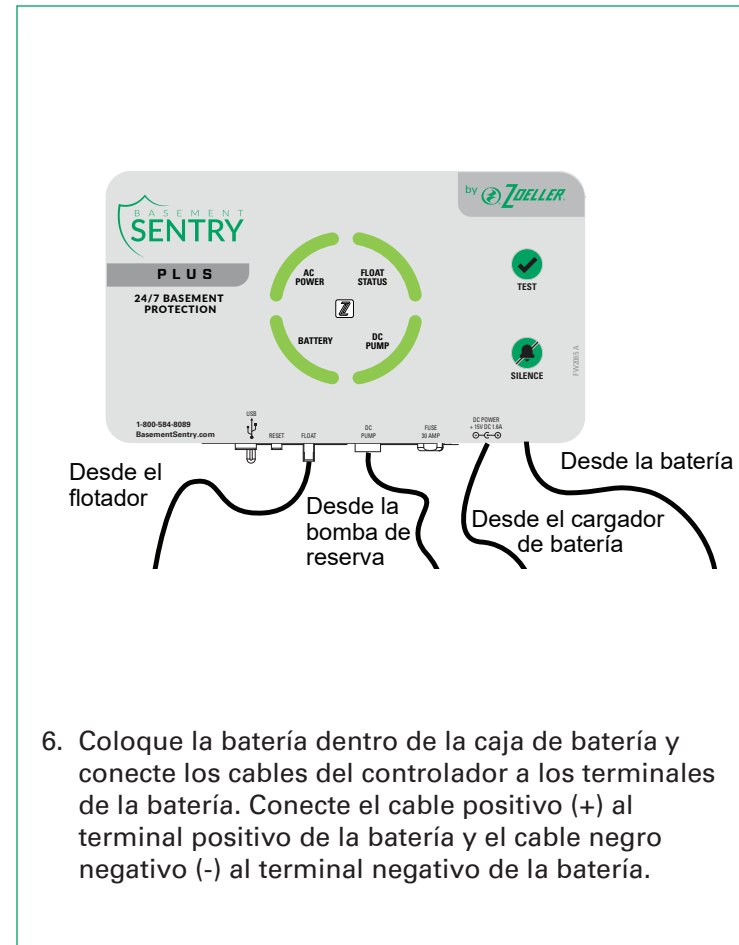 by ZOELLER.
BASEMENT
SENTRY
PLUS
24/7 BASEMENT
PROTECTION
AC
POWER
FLOAT
STATUS
Z
BATTERY
DC
PUMP
TEST
SILENCE
FW2065 A
1-800-584-8089
BasementSentry.com
USB
RESET
FLOAT
DC
PUMP
FUSE
30 AMP
DC POWER
+ 15V DC 1.6A
Desde el
flotador
Desde la
bomba de
reserva
Desde el cargador
de batería
Desde la batería
6. Coloque la batería dentro de la caja de batería y
conecte los cables del controlador a los terminales
de la batería. Conecte el cable positivo (+) al
terminal positivo de la batería y el cable negro
negativo (-) al terminal negativo de la batería.